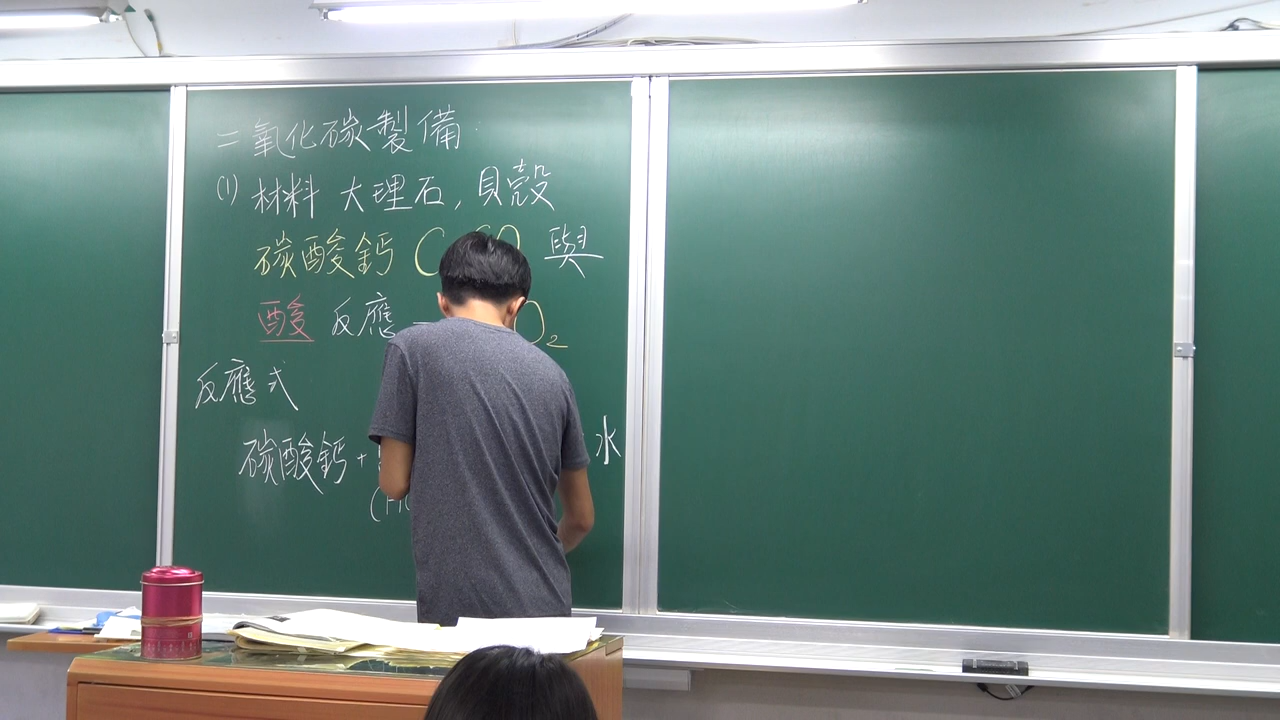 二氧化碳製備
(1) 材料 大理石, 貝殼
碳酸鈣 C O 與
酸 反應 O₂
反應式
碳酸鈣 + 水
(HC